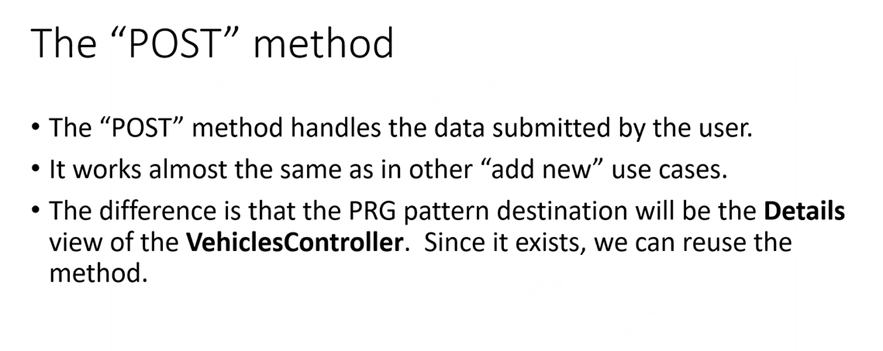 The “POST” method
• The “POST” method handles the data submitted by the user.
• It works almost the same as in other “add new” use cases.
• The difference is that the PRG pattern destination will be the Details
view of the VehiclesController.  Since it exists, we can reuse the
method.